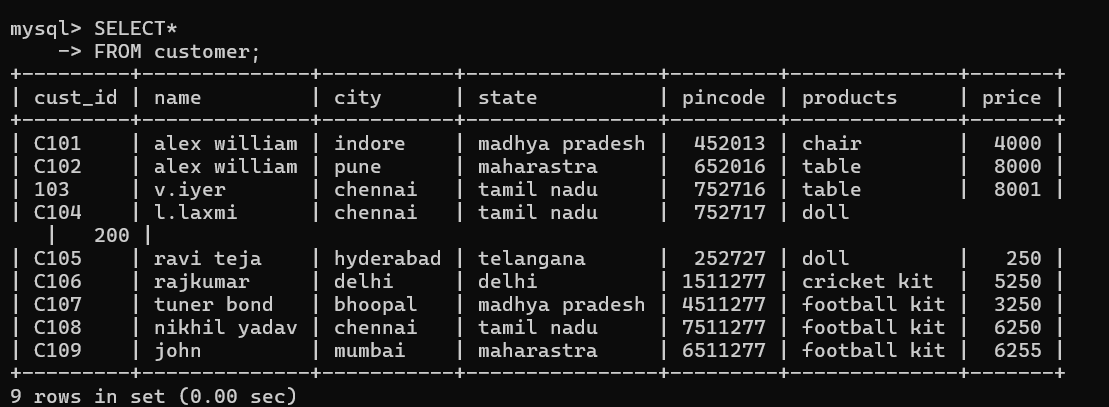 mysql> SELECT*
    -> FROM customer;
+---------+--------------+-----------+----------------+---------+--------------+-------+
| cust_id | name         | city      | state          | pincode | products     | price |
+---------+--------------+-----------+----------------+---------+--------------+-------+
| C101    | alex william | indore    | madhya pradesh |  452013 | chair        |  4000 |
| C102    | alex william | pune      | maharastra     |  652016 | table        |  8000 |
| 103     | v.iyer       | chennai   | tamil nadu     |  752716 | table        |  8001 |
| C104    | l.laxmi      | chennai   | tamil nadu     |  752717 | doll
   |   200 |
| C105    | ravi teja    | hyderabad | telangana      |  252727 | doll         |   250 |
| C106    | rajkumar     | delhi     | delhi          | 1511277 | cricket kit  |  5250 |
| C107    | tuner bond   | bhoopal   | madhya pradesh | 4511277 | football kit |  3250 |
| C108    | nikhil yadav | chennai   | tamil nadu     | 7511277 | football kit |  6250 |
| C109    | john         | mumbai    | maharastra     | 6511277 | football kit |  6255 |
+---------+--------------+-----------+----------------+---------+--------------+-------+
9 rows in set (0.00 sec)